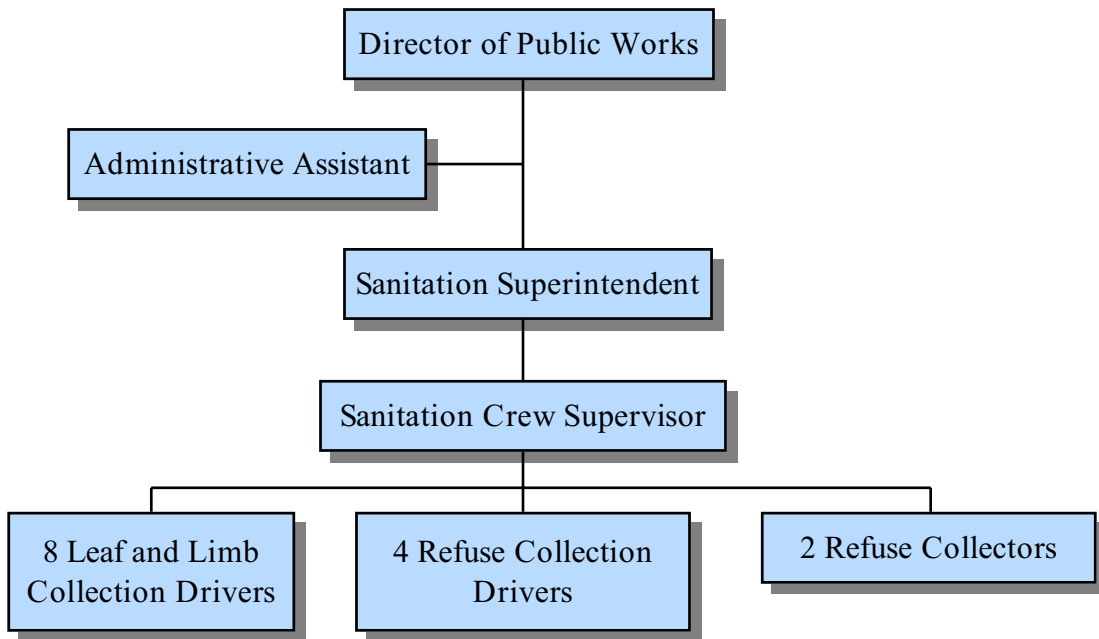 Director of Public Works
Administrative Assistant
Sanitation Superintendent
Sanitation Crew Supervisor
8 Leaf and Limb
Collection Drivers
4 Refuse Collection
Drivers
2 Refuse Collectors